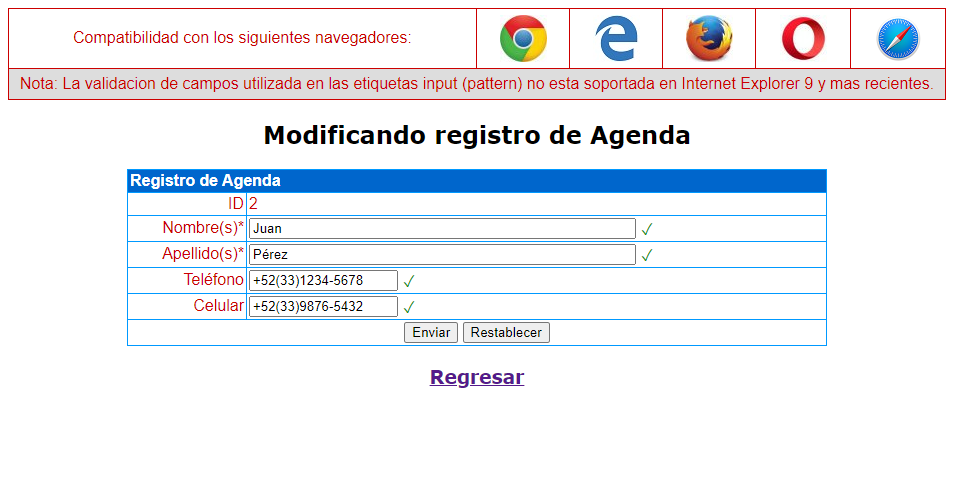 Compatibilidad con los siguientes navegadores:
Nota: La validacion de campos utilizada en las etiquetas input (pattern) no esta soportada en Internet Explorer 9 y mas recientes.
Modificando registro de Agenda
Registro de Agenda
ID 2
Nombre(s)* Juan ✓
Apellido(s)* Pérez ✓
Teléfono +52(33)1234-5678 ✓
Celular +52(33)9876-5432 ✓
Enviar Restablecer
Regresar